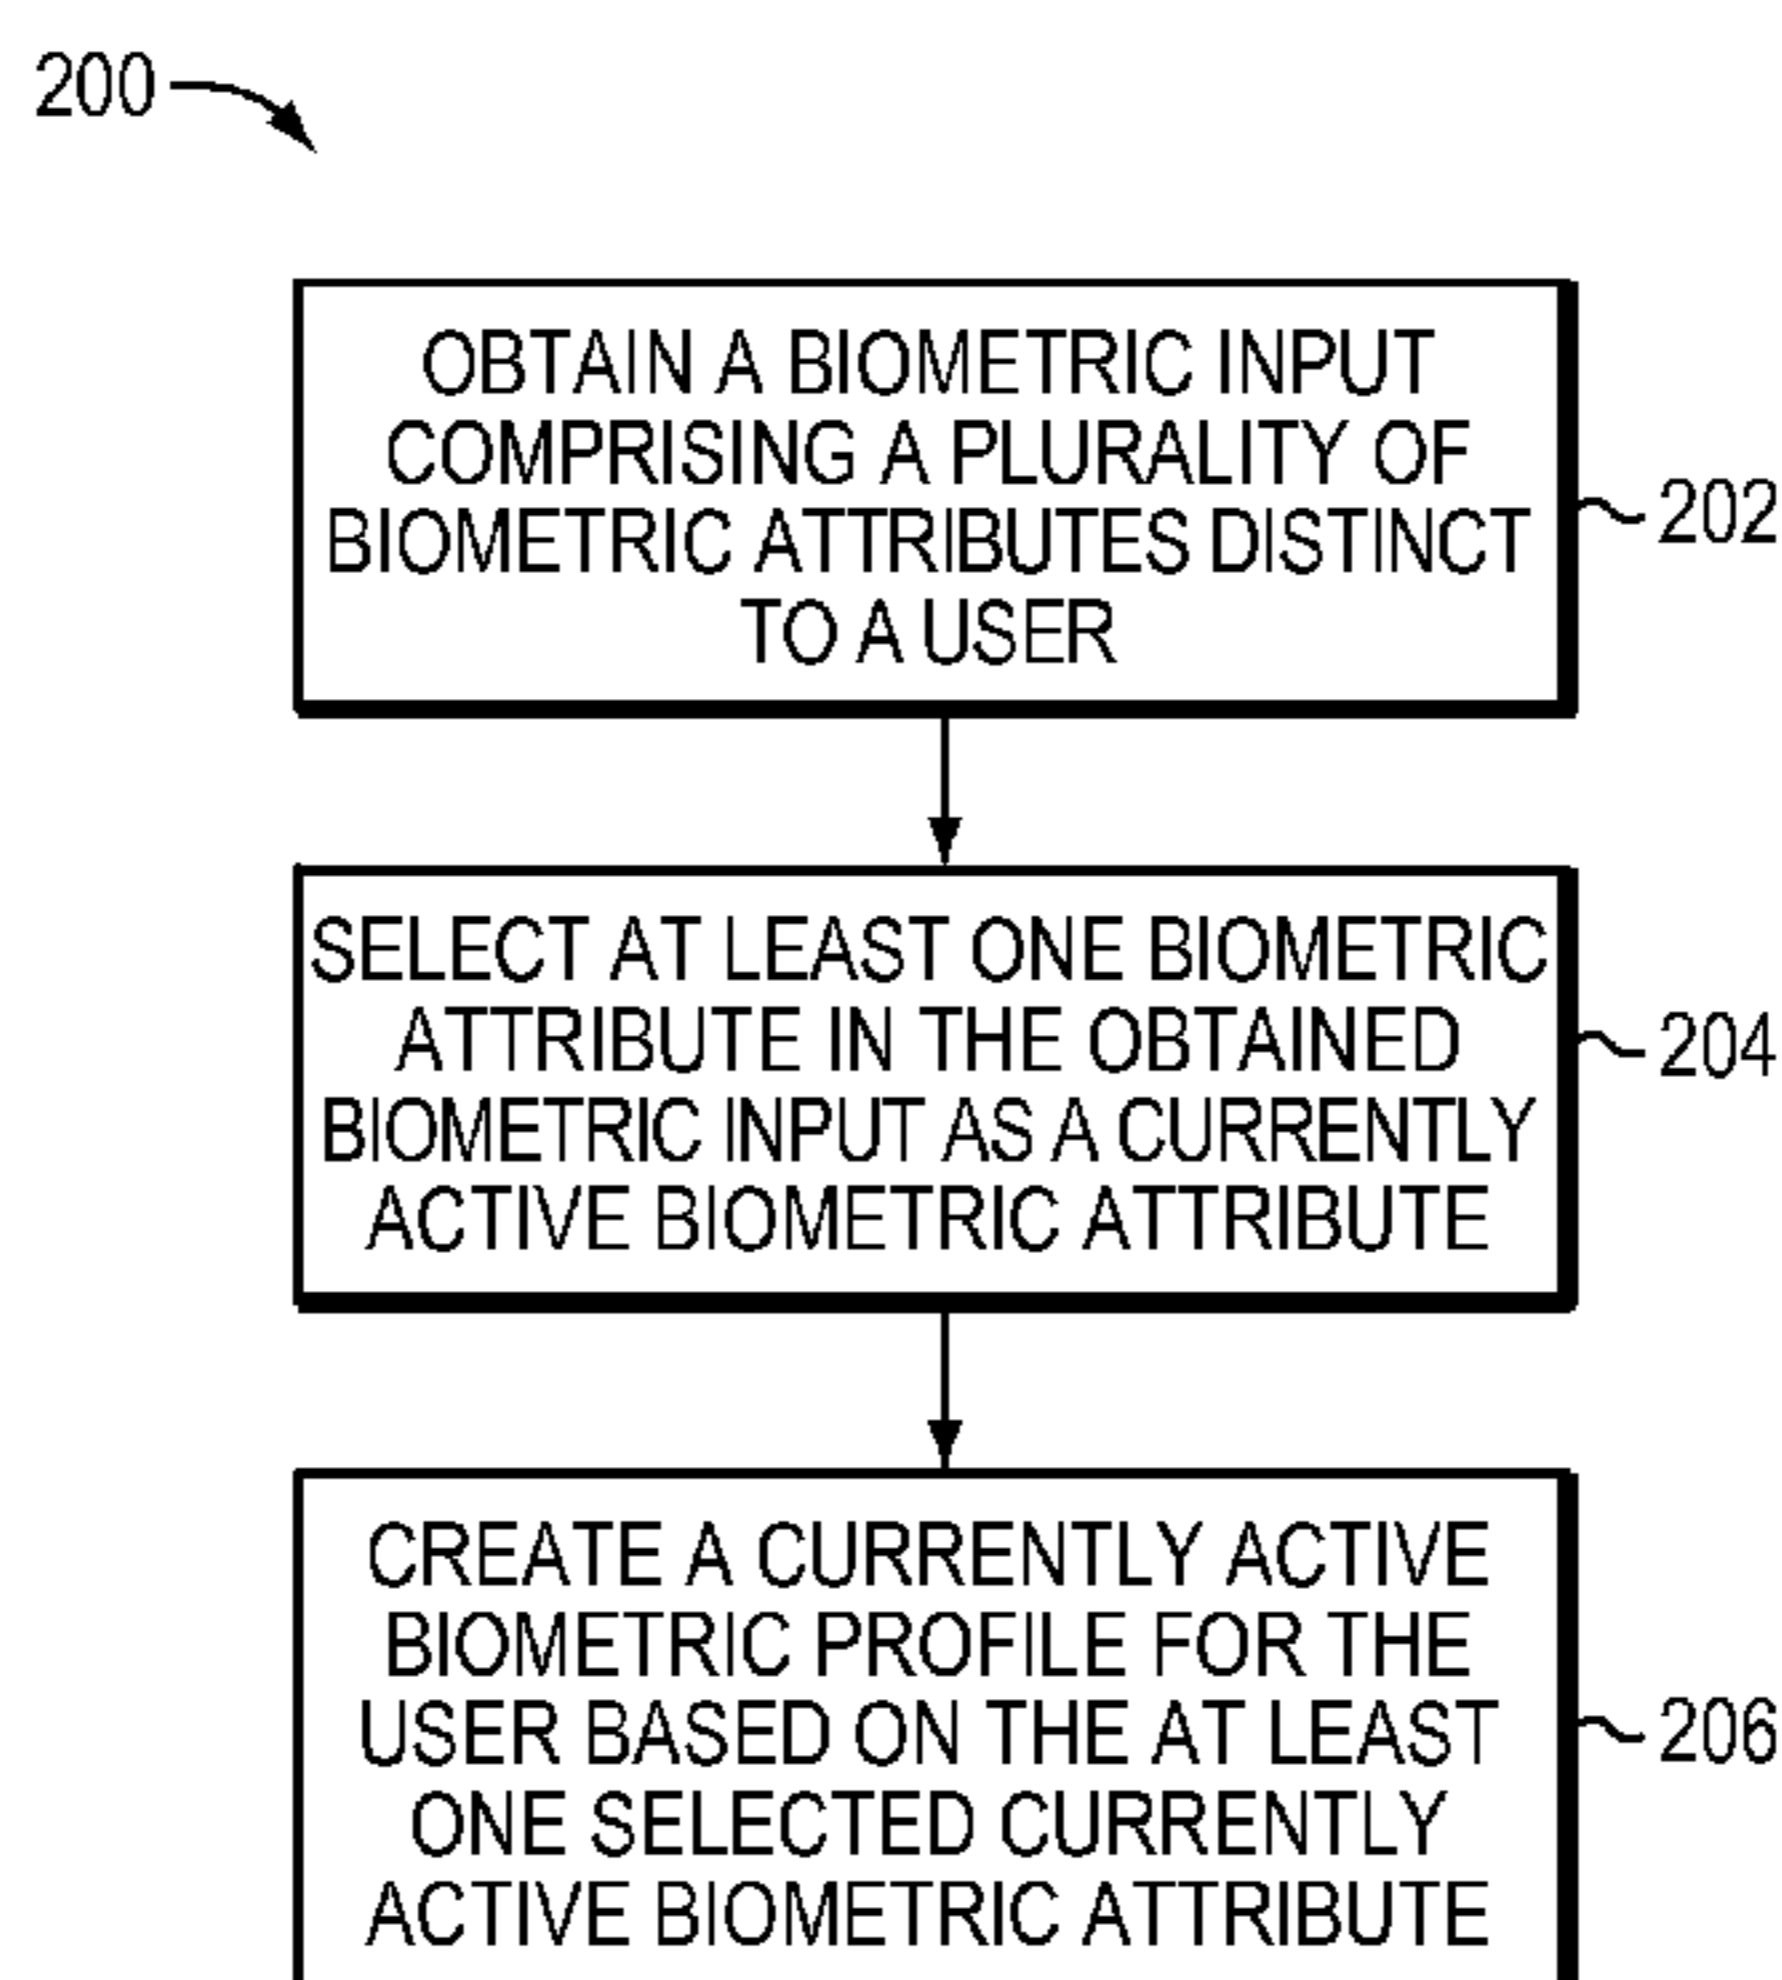 200
OBTAIN A BIOMETRIC INPUT
COMPRISING A PLURALITY OF
BIOMETRIC ATTRIBUTES DISTINCT
TO A USER
202
SELECT AT LEAST ONE BIOMETRIC
ATTRIBUTE IN THE OBTAINED
BIOMETRIC INPUT AS A CURRENTLY
ACTIVE BIOMETRIC ATTRIBUTE
204
CREATE A CURRENTLY ACTIVE
BIOMETRIC PROFILE FOR THE
USER BASED ON THE AT LEAST
ONE SELECTED CURRENTLY
ACTIVE BIOMETRIC ATTRIBUTE
206